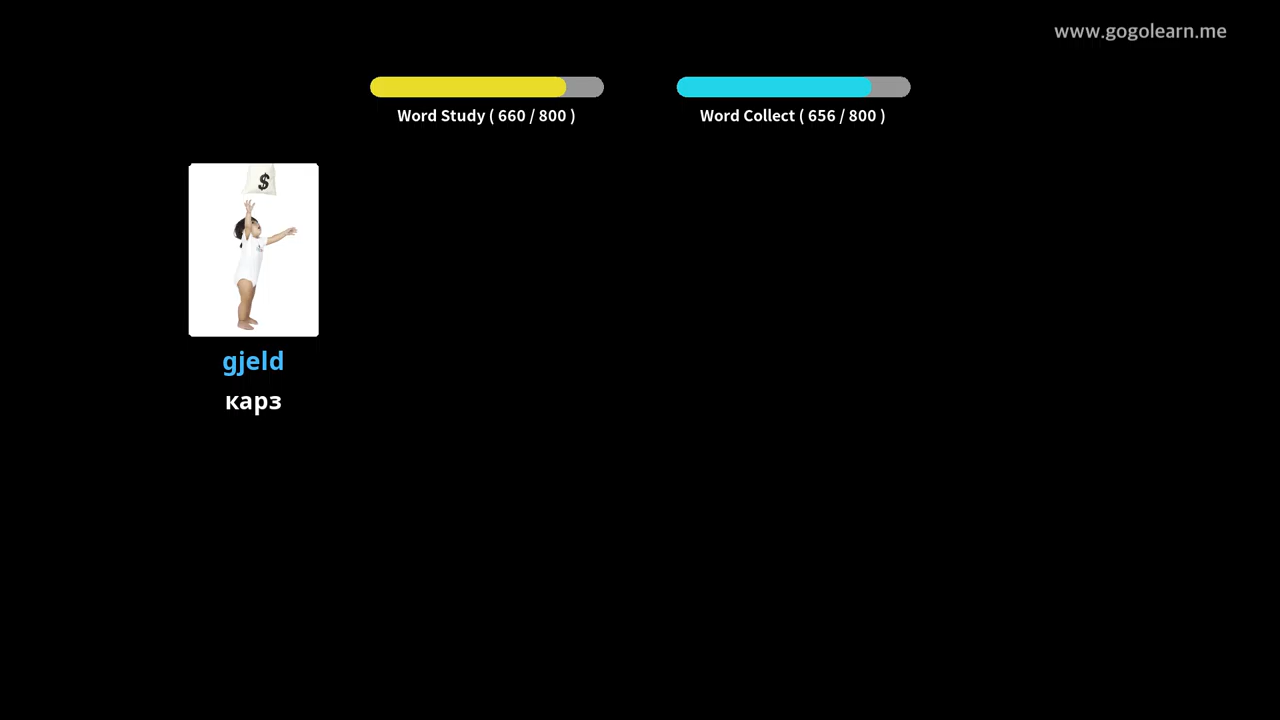 www.gogolearn.me
Word Study ( 660 / 800 )
Word Collect ( 656 / 800 )
$
gjeld
карз